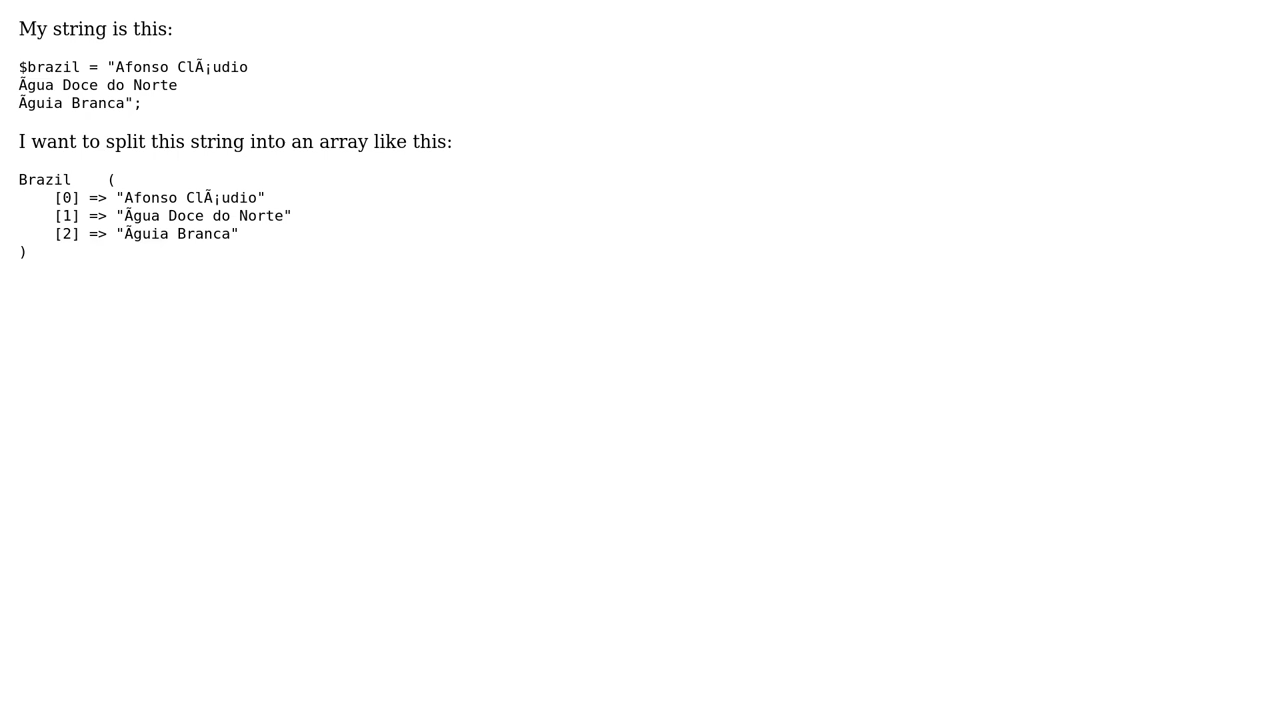 My string is this:
$brazil = "Afonso ClÃ¡udio
Ãgua Doce do Norte
Ãguia Branca";
I want to split this string into an array like this:
Brazil    (
    [0] => "Afonso ClÃ¡udio"
    [1] => "Ãgua Doce do Norte"
    [2] => "Ãguia Branca"
)